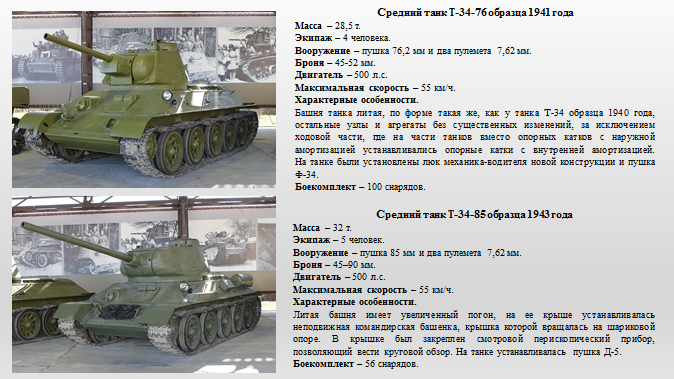 Средний танк Т-34-76 образца 1941 года
Масса – 28,5 т.
Экипаж – 4 человека.
Вооружение – пушка 76,2 мм и два пулемета 7,62 мм.
Броня – 45-52 мм.
Двигатель – 500 л.с.
Максимальная скорость – 55 км/ч.
Характерные особенности.
Башня танка литая, по форме такая же, как у танка Т-34 образца 1940 года,
остальные узлы и агрегаты без существенных изменений, за исключением
ходовой части, где на части танков вместо опорных катков с наружной
амортизацией устанавливались опорные катки с внутренней амортизацией.
На танке были установлены люк механика-водителя новой конструкции и пушка
Ф-34.
Боекомплект – 100 снарядов.
Средний танк Т-34-85 образца 1943 года
Масса – 32 т.
Экипаж – 5 человек.
Вооружение – пушка 85 мм и два пулемета 7,62 мм.
Броня – 45–90 мм.
Двигатель – 500 л.с.
Максимальная скорость – 55 км/ч.
Характерные особенности.
Литая башня имеет увеличенный погон, на ее крыше устанавливалась
неподвижная командирская башенка, крышка которой вращалась на шариковой
опоре. В крышке был закреплен смотровой перископический прибор,
позволяющий вести круговой обзор. На танке устанавливалась пушка Д-5.
Боекомплект – 56 снарядов.